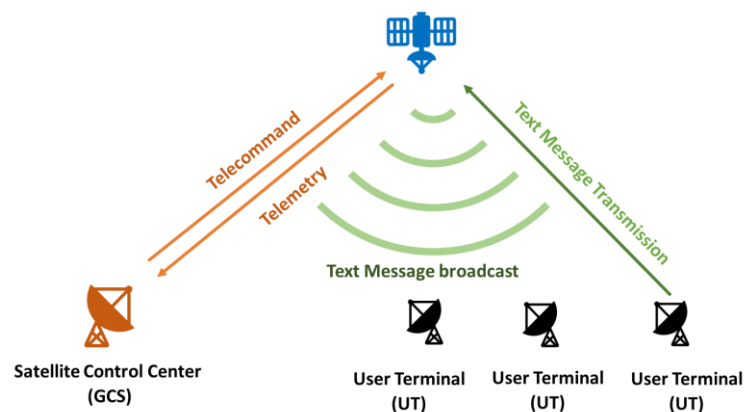 Telecommand
Telemetry
Text Message Transmission
Text Message broadcast
Satellite Control Center
(GCS)
User Terminal
(UT)
User Terminal
(UT)
User Terminal
(UT)